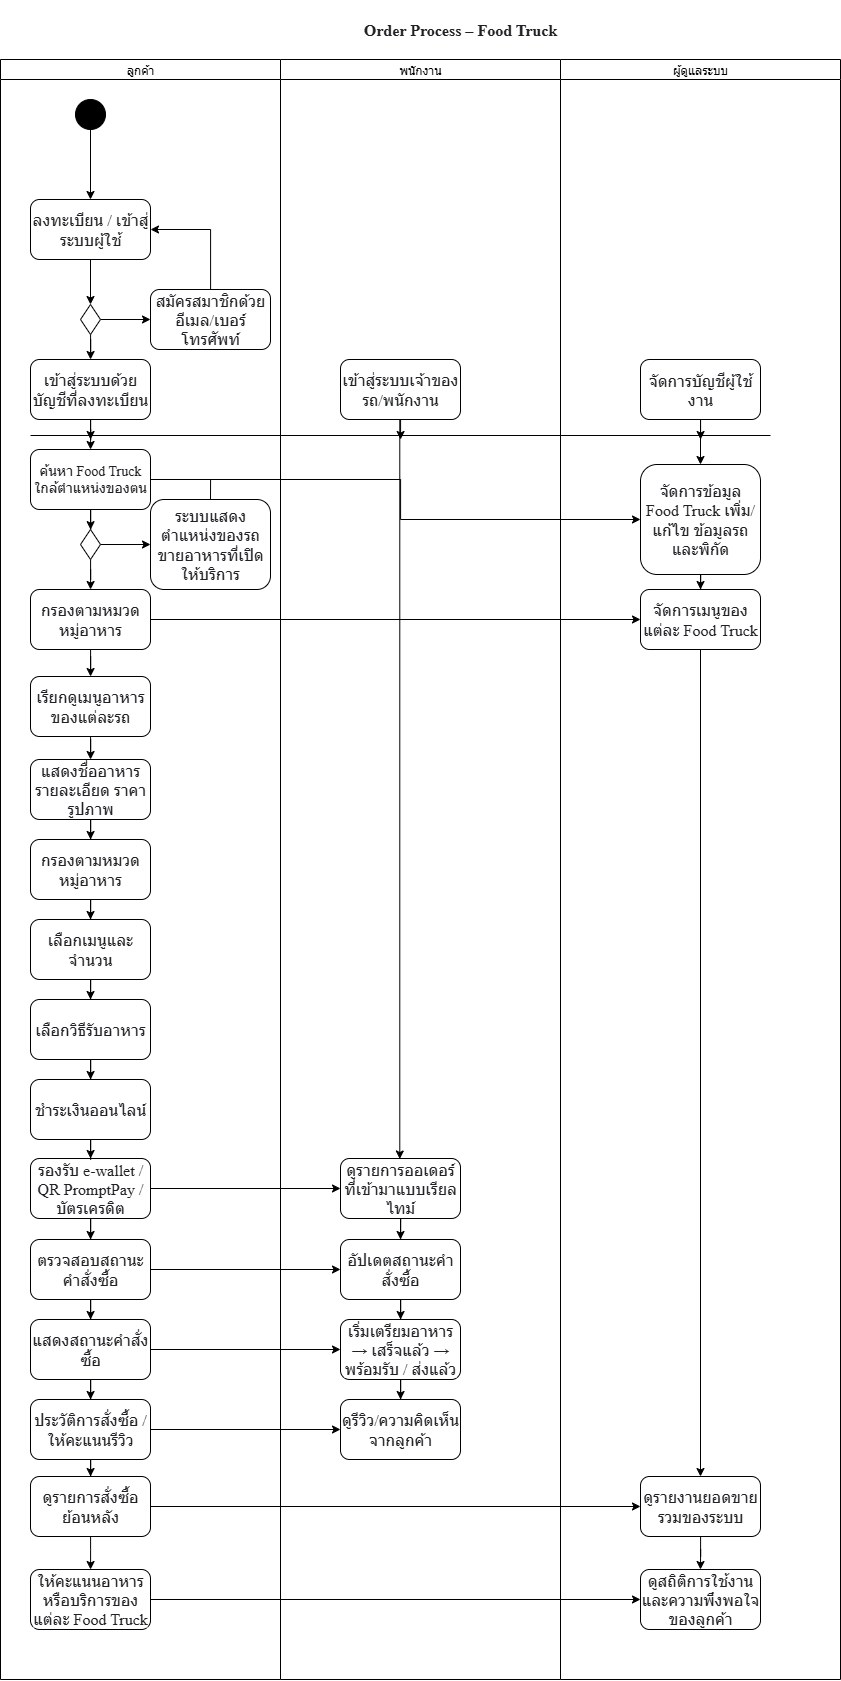 Order Process – Food Truck
ลูกค้า
พนักงาน
ผู้ดูแลระบบ
ลงทะเบียน / เข้าสู่
ระบบผู้ใช้
สมัครสมาชิกด้วย
อีเมล/เบอร์
โทรศัพท์
เข้าสู่ระบบด้วย
บัญชีที่ลงทะเบียน
เข้าสู่ระบบเจ้าของ
รถ/พนักงาน
จัดการบัญชีผู้ใช้
งาน
ค้นหา Food Truck
ใกล้ตำแหน่งของตน
ระบบแสดง
ตำแหน่งของรถ
ขายอาหารที่เปิด
ให้บริการ
จัดการข้อมูล
Food Truck เพิ่ม/
แก้ไข ข้อมูลรถ
และพิกัด
กรองตามหมวด
หมู่อาหาร
จัดการเมนูของ
แต่ละ Food Truck
เรียกดูเมนูอาหาร
ของแต่ละรถ
แสดงชื่ออาหาร
รายละเอียด ราคา
รูปภาพ
กรองตามหมวด
หมู่อาหาร
เลือกเมนูและ
จำนวน
เลือกวิธีรับอาหาร
ชำระเงินออนไลน์
รองรับ e-wallet /
QR PromptPay /
บัตรเครดิต
ดูรายการออเดอร์
ที่เข้ามาแบบเรียล
ไทม์
ตรวจสอบสถานะ
คำสั่งซื้อ
อัปเดตสถานะคำ
สั่งซื้อ
แสดงสถานะคำสั่ง
ซื้อ
เริ่มเตรียมอาหาร
→ เสร็จแล้ว →
พร้อมรับ / ส่งแล้ว
ประวัติการสั่งซื้อ /
ให้คะแนนรีวิว
ดูรีวิว/ความคิดเห็น
จากลูกค้า
ดูรายการสั่งซื้อ
ย้อนหลัง
ดูรายงานยอดขาย
รวมของระบบ
ให้คะแนนอาหาร
หรือบริการของ
แต่ละ Food Truck
ดูสถิติการใช้งาน
และความพึงพอใจ
ของลูกค้า